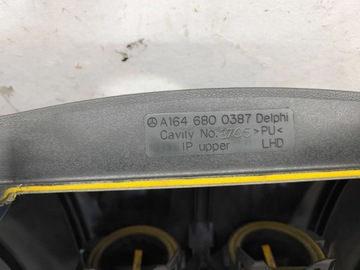 A164 680 0387 Delphi
Cavity No. >PU<
IP upper LHD